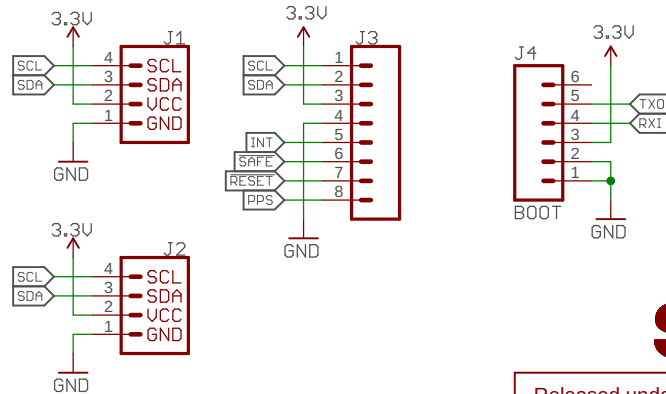 3.3V
J1
SCL 4 SCL
SDA 3 SDA
2 VCC
1 GND
GND
3.3V
J3
SCL 1
SDA 2
3
4
INT 5
SAFE 6
RESET 7
PPS 8
GND
3.3V
J4
6
5 TXO
4 RXI
3
2
1
BOOT
GND
3.3V
J2
SCL 4 SCL
SDA 3 SDA
2 VCC
1 GND
GND
S
Released unde